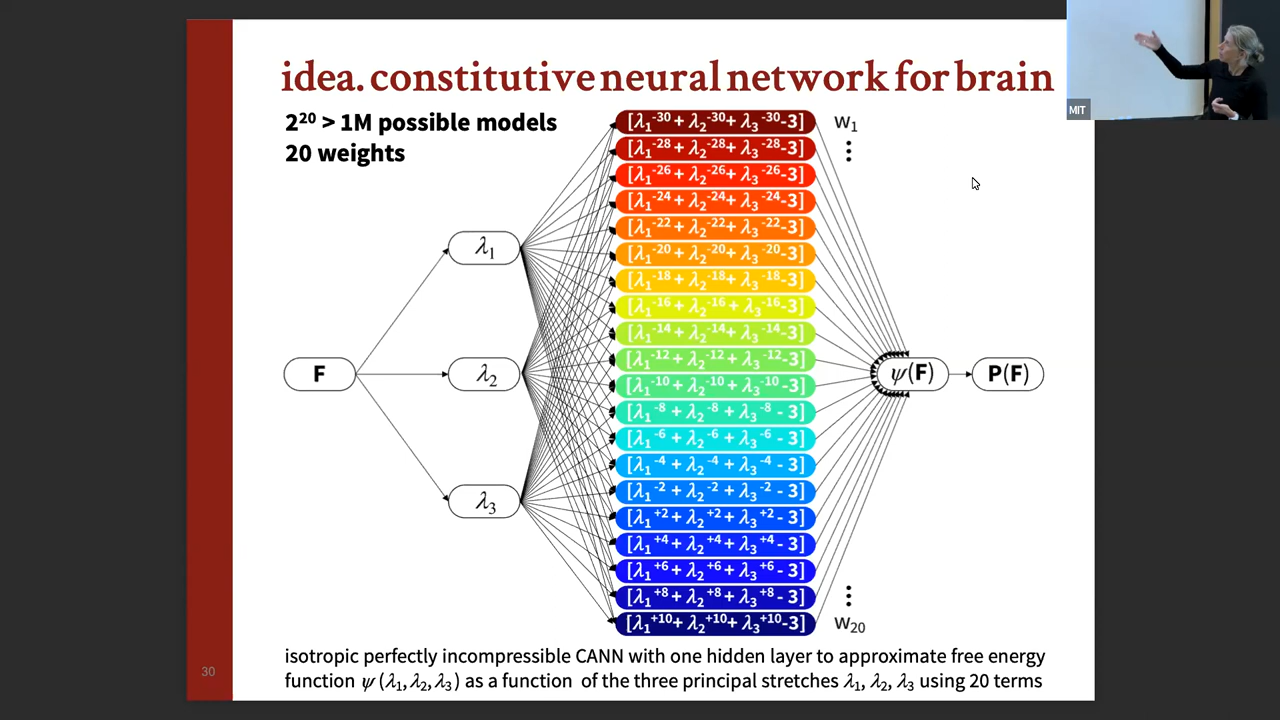 idea. constitutive neural network for brain
MIT
2²⁰ > 1M possible models
20 weights
F
λ₁
λ₂
λ₃
[λ₁⁻³⁰ + λ₂⁻³⁰ + λ₃⁻³⁰-3]
[λ₁⁻²⁸ + λ₂⁻²⁸ + λ₃⁻²⁸-3]
[λ₁⁻²⁶ + λ₂⁻²⁶ + λ₃⁻²⁶-3]
[λ₁⁻²⁴ + λ₂⁻²⁴ + λ₃⁻²⁴-3]
[λ₁⁻²² + λ₂⁻²² + λ₃⁻²²-3]
[λ₁⁻²⁰ + λ₂⁻²⁰ + λ₃⁻²⁰-3]
[λ₁⁻¹⁸ + λ₂⁻¹⁸ + λ₃⁻¹⁸-3]
[λ₁⁻¹⁶ + λ₂⁻¹⁶ + λ₃⁻¹⁶-3]
[λ₁⁻¹⁴ + λ₂⁻¹⁴ + λ₃⁻¹⁴-3]
[λ₁⁻¹² + λ₂⁻¹² + λ₃⁻¹²-3]
[λ₁⁻¹⁰ + λ₂⁻¹⁰ + λ₃⁻¹⁰-3]
[λ₁⁻⁸ + λ₂⁻⁸ + λ₃⁻⁸ - 3]
[λ₁⁻⁶ + λ₂⁻⁶ + λ₃⁻⁶ - 3]
[λ₁⁻⁴ + λ₂⁻⁴ + λ₃⁻⁴ - 3]
[λ₁⁻² + λ₂⁻² + λ₃⁻² - 3]
[λ₁⁺² + λ₂⁺² + λ₃⁺² - 3]
[λ₁⁺⁴ + λ₂⁺⁴ + λ₃⁺⁴ - 3]
[λ₁⁺⁶ + λ₂⁺⁶ + λ₃⁺⁶ - 3]
[λ₁⁺⁸ + λ₂⁺⁸ + λ₃⁺⁸ - 3]
[λ₁⁺¹⁰ + λ₂⁺¹⁰ + λ₃⁺¹⁰-3]
w₁
⋮
⋮
w₂₀
ψ(F)
P(F)
isotropic perfectly incompressible CANN with one hidden layer to approximate free energy
function ψ (λ₁, λ₂, λ₃) as a function of the three principal stretches λ₁, λ₂, λ₃ using 20 terms
30